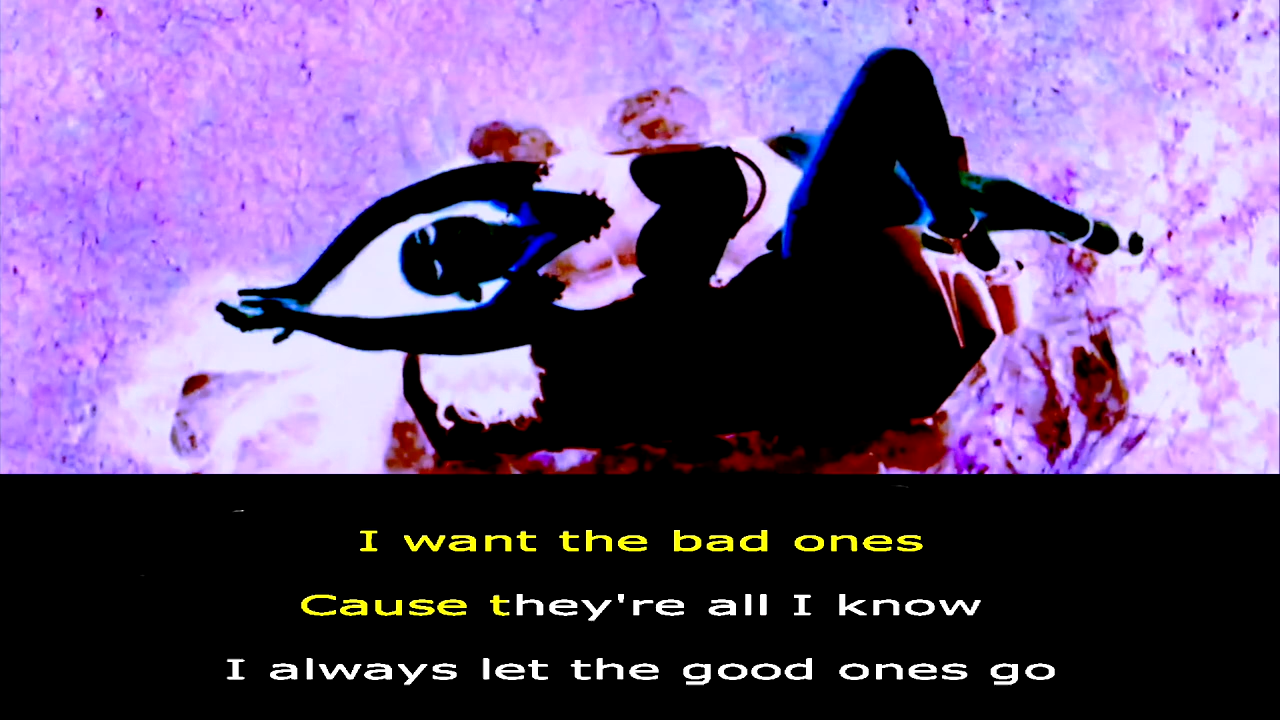 I want the bad ones
Cause they're all I know
I always let the good ones go